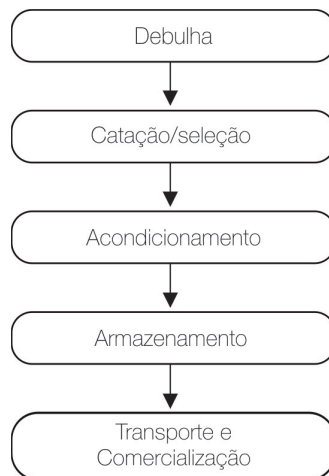 Debulha
Catação/seleção
Acondicionamento
Armazenamento
Transporte e
Comercialização